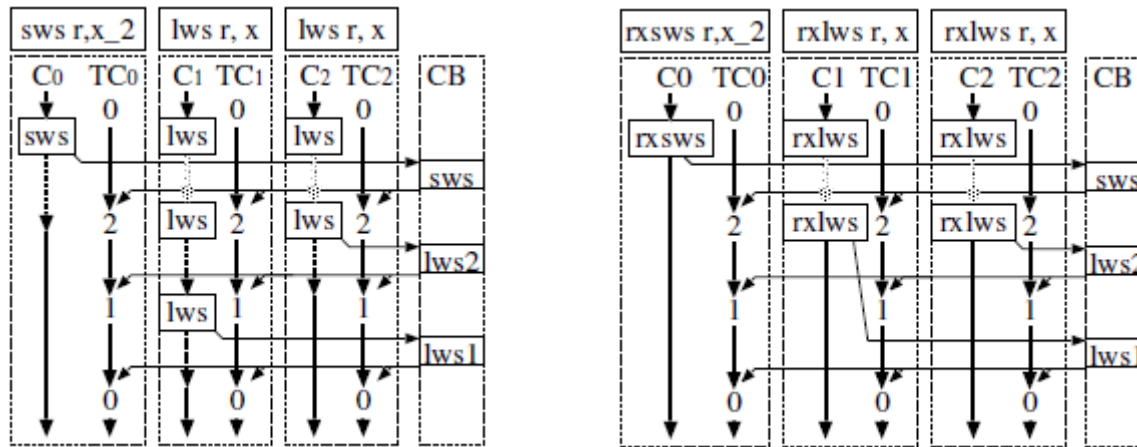 sws r,x_2 lws r, x lws r, x
C0 TC0 C1 TC1 C2 TC2 CB
0 0 0
sws lws lws
sws
2 lws 2 lws 2
lws2
1 1 1
lws
lws1
0 0 0
rxsws r,x_2 rxlws r, x rxlws r, x
C0 TC0 C1 TC1 C2 TC2 CB
0 0 0
rxsws rxlws rxlws
sws
2 rxlws 2 rxlws 2
lws2
1 1 1
lws1
0 0 0